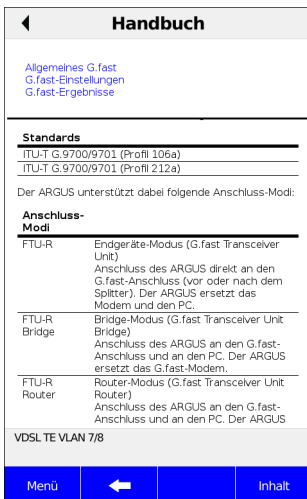 Handbuch
Allgemeines G.fast
G.fast-Einstellungen
G.fast-Ergebnisse
Standards
ITU-T G.9700/9701 (Profil 106a)
ITU-T G.9700/9701 (Profil 212a)
Der ARGUS unterstützt dabei folgende Anschluss-Modi:
Anschluss-
Modi
FTU-R Endgeräte-Modus (G.fast Transceiver
Unit)
Anschluss des ARGUS direkt an den
G.fast-Anschluss (vor oder nach dem
Splitter). Der ARGUS ersetzt das
Modem und den PC.
FTU-R Bridge-Modus (G.fast Transceiver Unit
Bridge Bridge)
Anschluss des ARGUS an den G.fast-
Anschluss und an den PC. Der ARGUS
ersetzt das G.fast-Modem.
FTU-R Router-Modus (G.fast Transceiver Unit
Router Router)
Anschluss des ARGUS an den G.fast-
Anschluss und an den PC. Der ARGUS
VDSL TE VLAN 7/8
Menü Inhalt